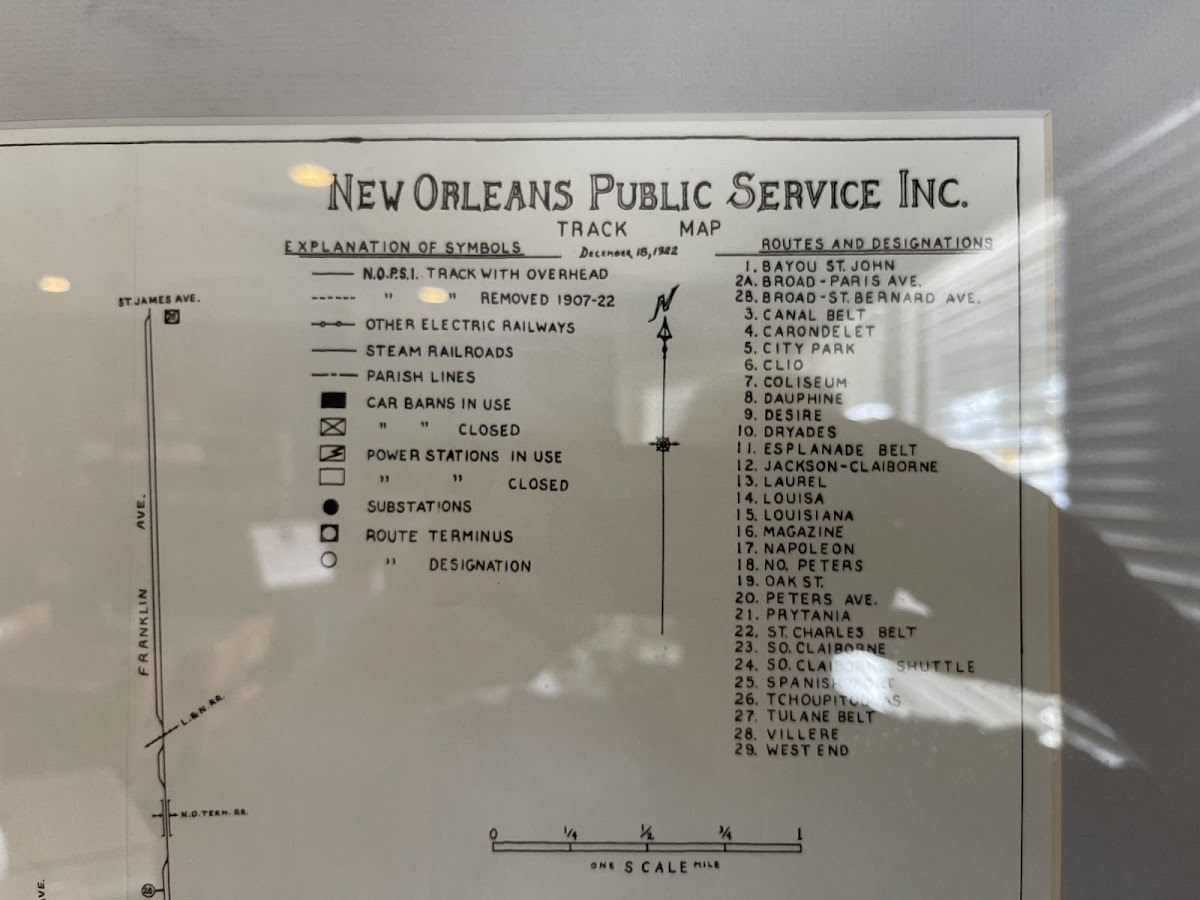 NEW ORLEANS PUBLIC SERVICE INC.
TRACK MAP
December 18, 1922
EXPLANATION OF SYMBOLS
N.O.P.S.I. TRACK WITH OVERHEAD
" " REMOVED 1907-22
OTHER ELECTRIC RAILWAYS
STEAM RAILROADS
PARISH LINES
CAR BARNS IN USE
" " CLOSED
POWER STATIONS IN USE
" " CLOSED
SUBSTATIONS
ROUTE TERMINUS
" DESIGNATION
N
ROUTES AND DESIGNATIONS
1. BAYOU ST. JOHN
2A. BROAD-PARIS AVE.
2B. BROAD-ST. BERNARD AVE.
3. CANAL BELT
4. CARONDELET
5. CITY PARK
6. CLIO
7. COLISEUM
8. DAUPHINE
9. DESIRE
10. DRYADES
11. ESPLANADE BELT
12. JACKSON-CLAIBORNE
13. LAUREL
14. LOUISA
15. LOUISIANA
16. MAGAZINE
17. NAPOLEON
18. NO. PETERS
19. OAK ST.
20. PETERS AVE.
21. PRYTANIA
22. ST. CHARLES BELT
23. SO. CLAIBORNE
24. SO. CLAIBORNE SHUTTLE
25. SPANISH
26. TCHOUPITOULAS
27. TULANE BELT
28. VILLERE
29. WEST END
ST. JAMES AVE.
FRANKLIN AVE.
L.&N.RR.
N.O. TERM. RR.
AVE.
0 1/4 1/2 3/4 1
ONE SCALE MILE